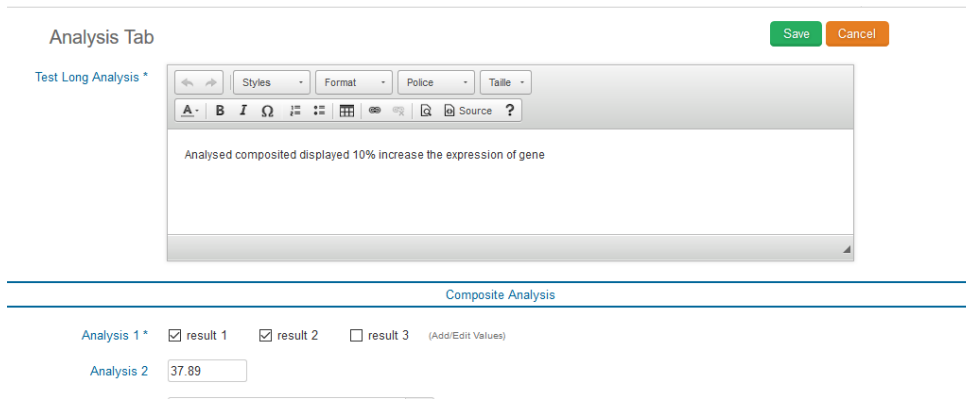 Analysis Tab
Save Cancel
Test Long Analysis *
Styles Format Police Taille
A B I Ω Source ?
Analysed composited displayed 10% increase the expression of gene
Composite Analysis
Analysis 1 * result 1 result 2 result 3 (Add/Edit Values)
Analysis 2 37.89